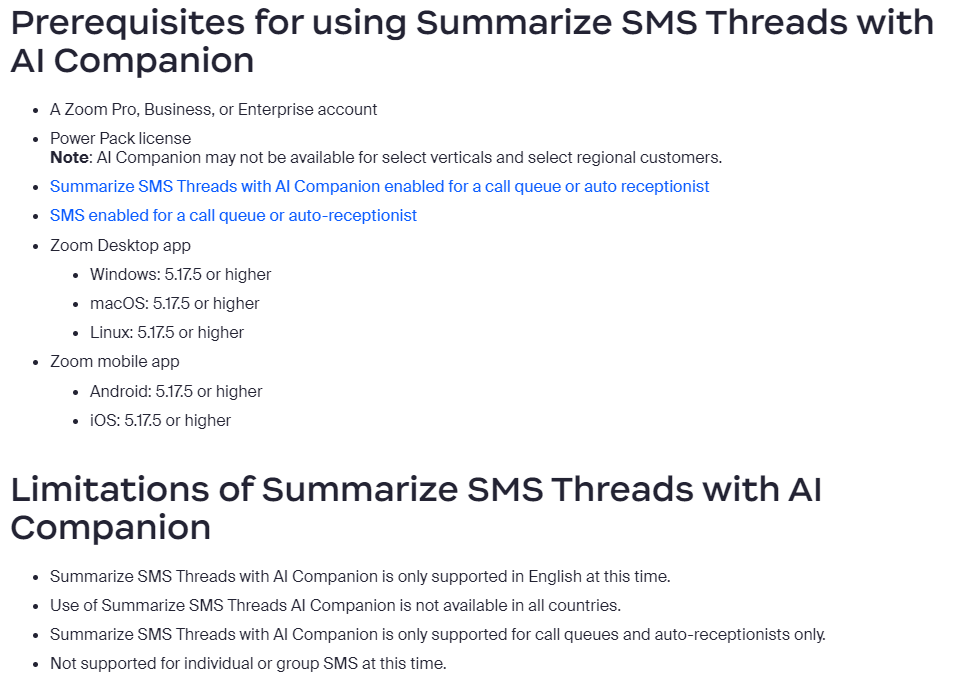 Prerequisites for using Summarize SMS Threads with
AI Companion
A Zoom Pro, Business, or Enterprise account
Power Pack license
Note: AI Companion may not be available for select verticals and select regional customers.
Summarize SMS Threads with AI Companion enabled for a call queue or auto receptionist
SMS enabled for a call queue or auto-receptionist
Zoom Desktop app
Windows: 5.17.5 or higher
macOS: 5.17.5 or higher
Linux: 5.17.5 or higher
Zoom mobile app
Android: 5.17.5 or higher
iOS: 5.17.5 or higher
Limitations of Summarize SMS Threads with AI
Companion
Summarize SMS Threads with AI Companion is only supported in English at this time.
Use of Summarize SMS Threads AI Companion is not available in all countries.
Summarize SMS Threads with AI Companion is only supported for call queues and auto-receptionists only.
Not supported for individual or group SMS at this time.